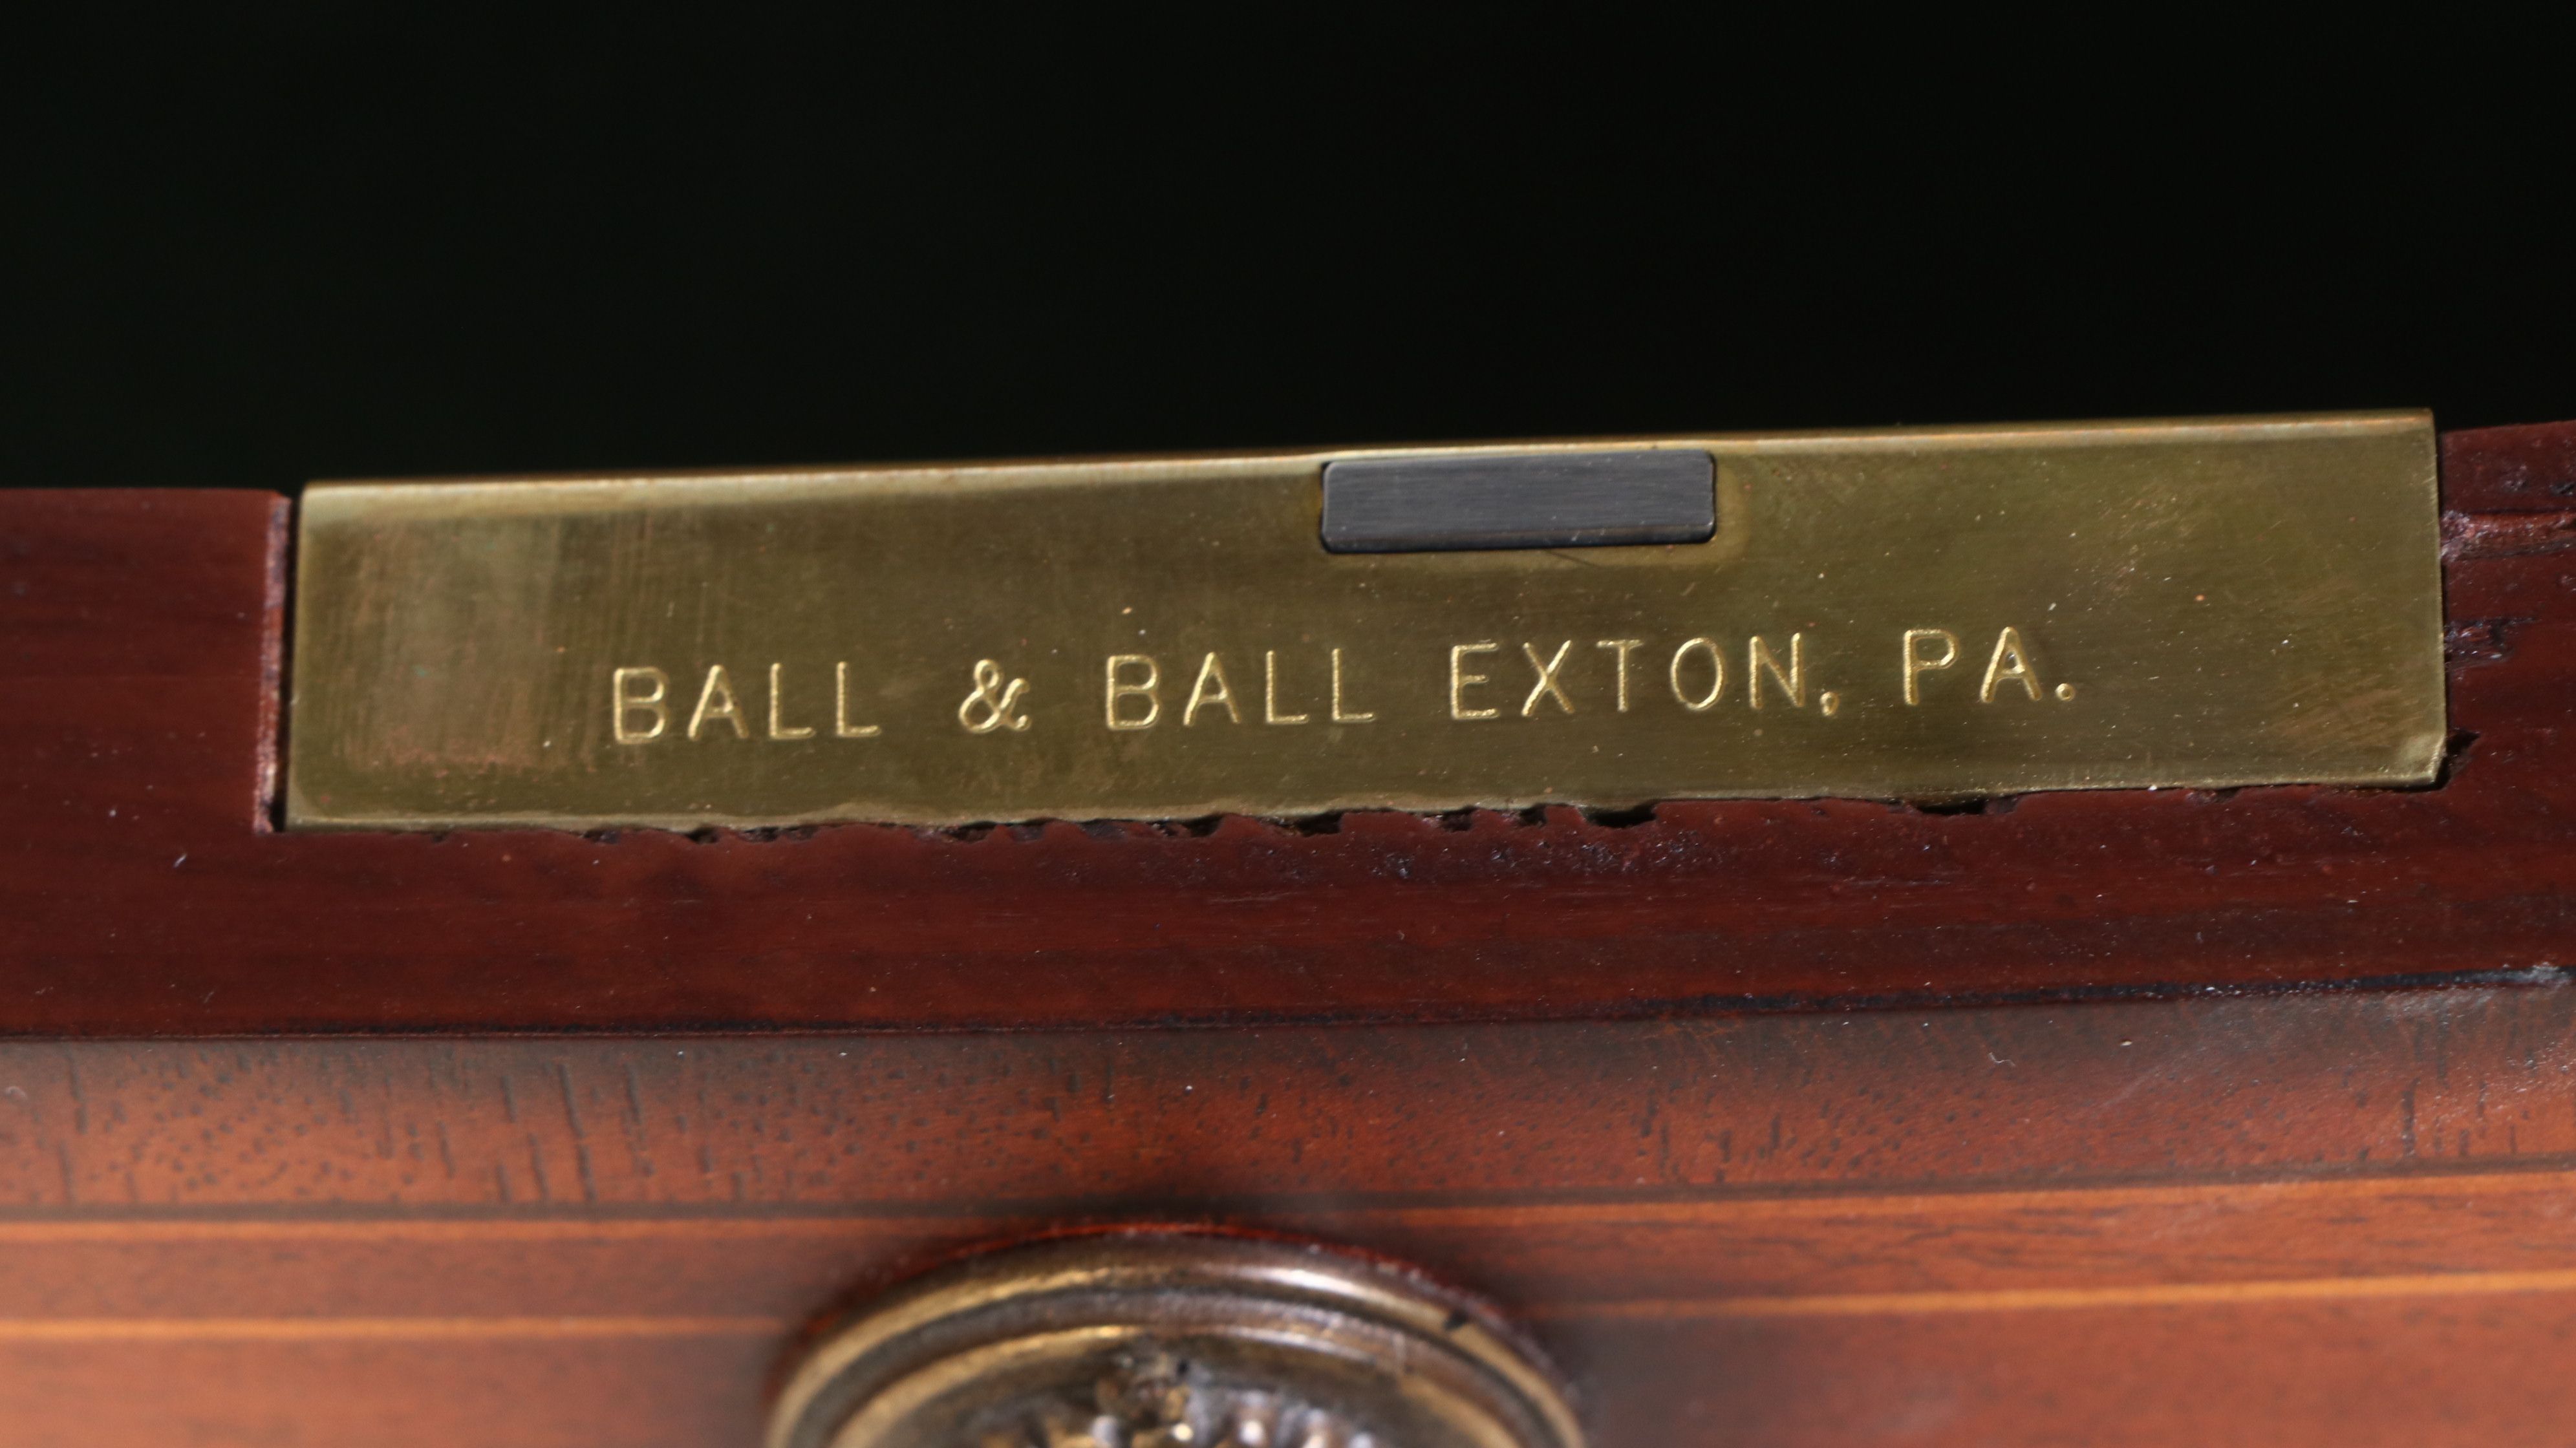 BALL & BALL EXTON, PA.